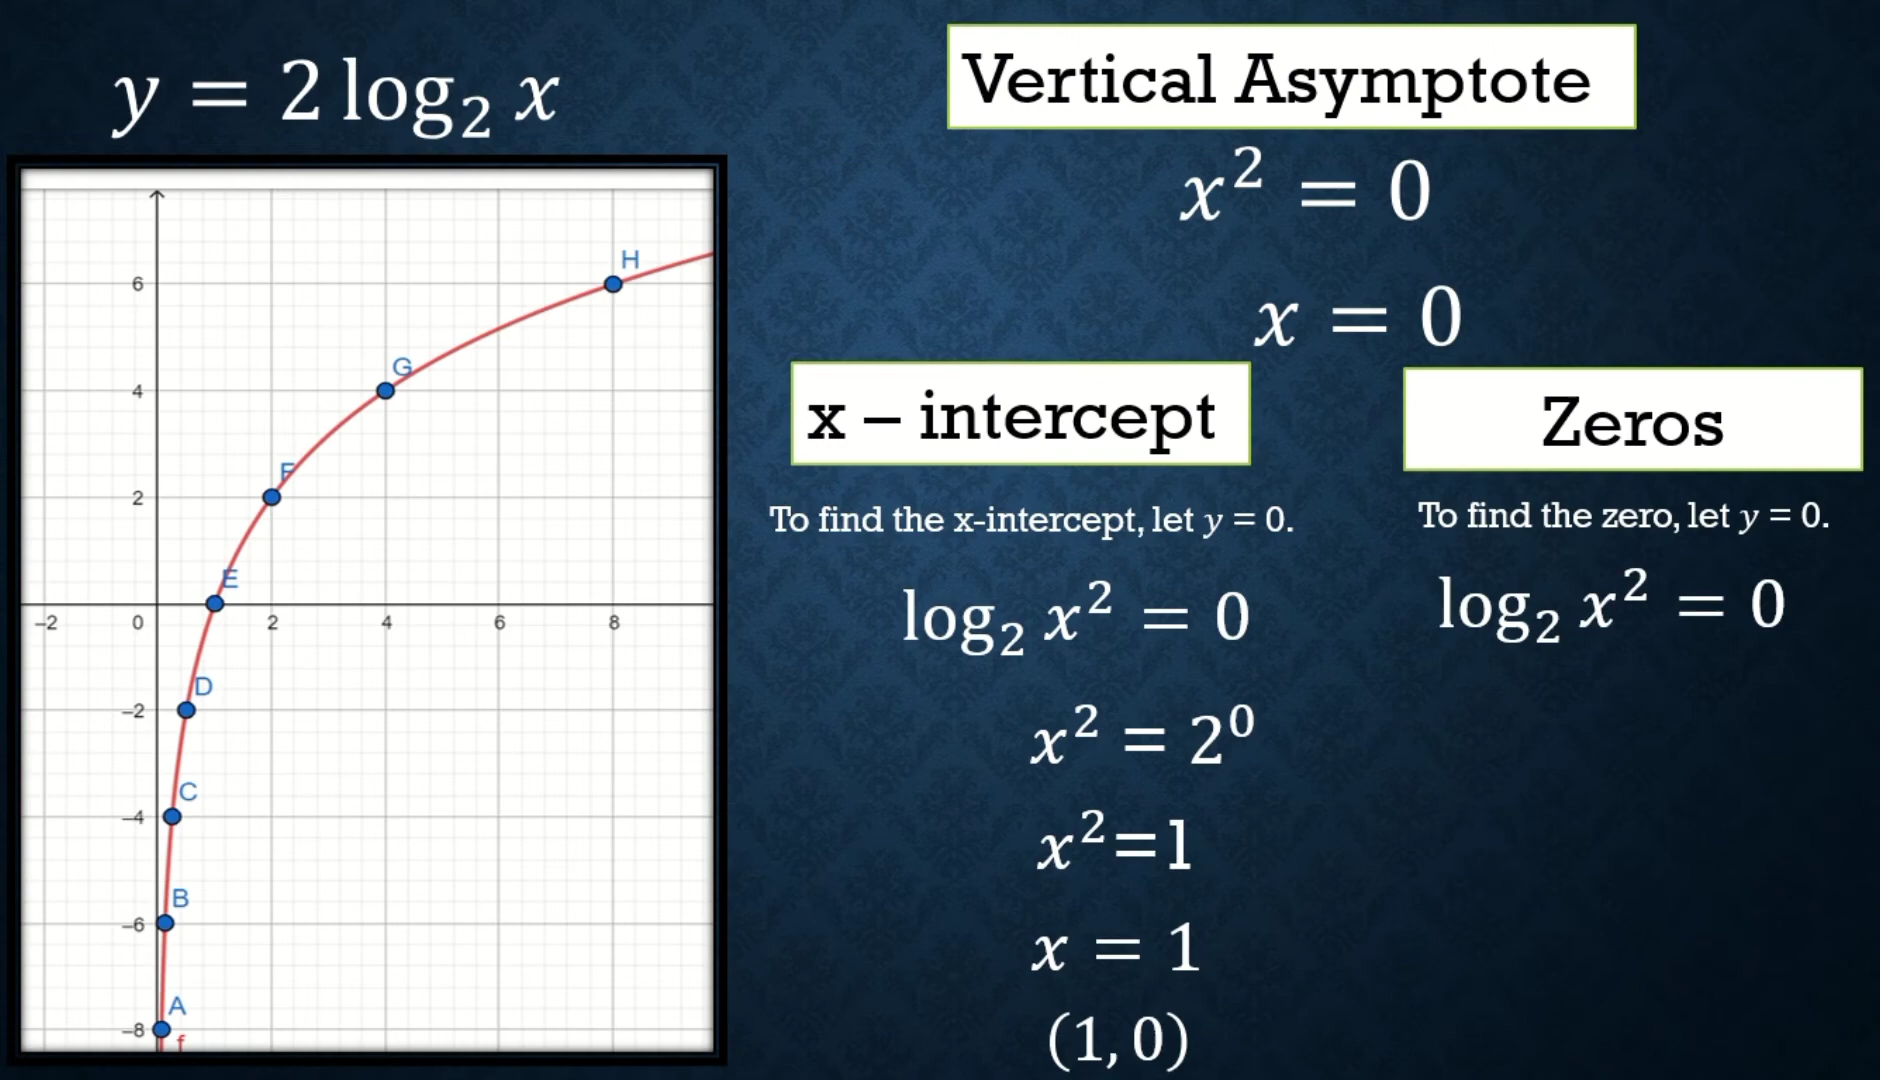 y = 2 log₂ x
Vertical Asymptote
x² = 0
x = 0
x – intercept
To find the x-intercept, let y = 0.
log₂ x² = 0
x² = 2⁰
x²=1
x = 1
(1, 0)
Zeros
To find the zero, let y = 0.
log₂ x² = 0
H
6
G
4
F
2
E
–2 0 2 4 6 8
D
–2
C
–4
B
–6
A
–8
f